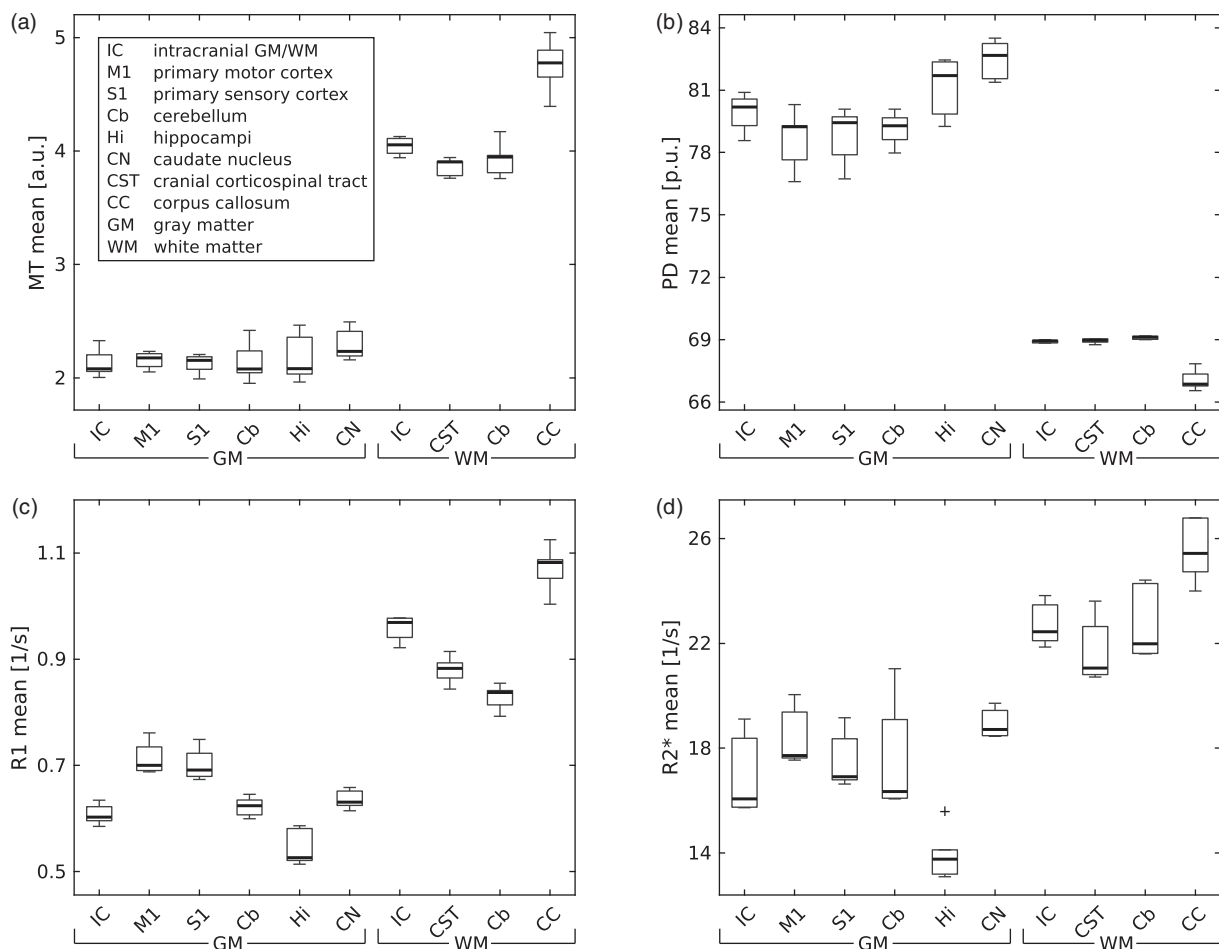 (a)
MT mean [a.u.]
5
4
3
2
IC intracranial GM/WM
M1 primary motor cortex
S1 primary sensory cortex
Cb cerebellum
Hi hippocampi
CN caudate nucleus
CST cranial corticospinal tract
CC corpus callosum
GM gray matter
WM white matter
IC M1 S1 Cb Hi CN IC CST Cb CC
GM WM
(b)
PD mean [p.u.]
84
81
78
75
72
69
66
IC M1 S1 Cb Hi CN IC CST Cb CC
GM WM
(c)
R1 mean [1/s]
1.1
0.9
0.7
0.5
IC M1 S1 Cb Hi CN IC CST Cb CC
GM WM
(d)
R2* mean [1/s]
26
22
18
14
IC M1 S1 Cb Hi CN IC CST Cb CC
GM WM